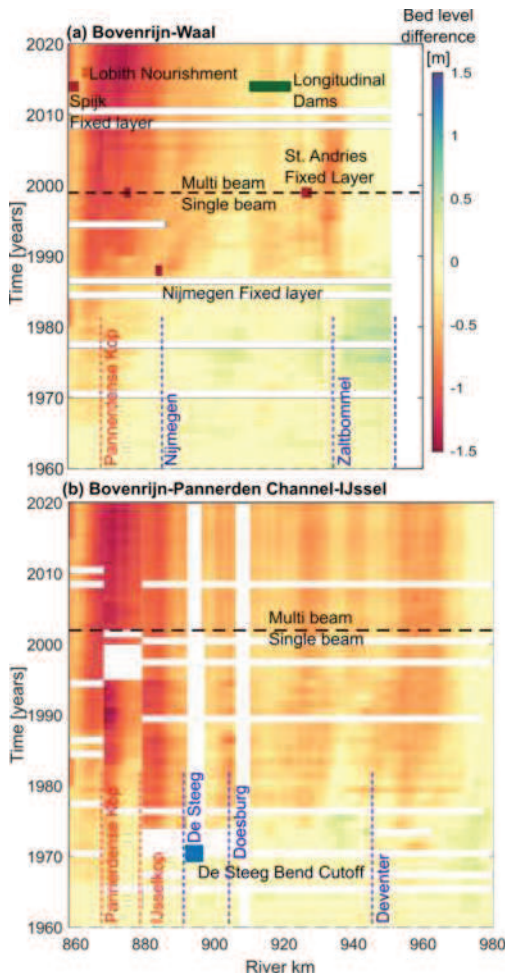 Bed level
difference
[m]
(a) Bovenrijn-Waal
2020
2010
2000
1990
1980
1970
1960
Time [years]
Lobith Nourishment
Spijk
Fixed layer
Longitudinal
Dams
St. Andries
Fixed Layer
Multi beam
Single beam
Nijmegen Fixed layer
Pannerdense Kop
Nijmegen
Zaltbommel
1.5
1
0.5
0
-0.5
-1
-1.5
(b) Bovenrijn-Pannerden Channel-IJssel
2020
2010
2000
1990
1980
1970
1960
Time [years]
Multi beam
Single beam
Pannerdense Kop
IJsselkop
De Steeg
Doesburg
De Steeg Bend Cutoff
Deventer
860 880 900 920 940 960 980
River km